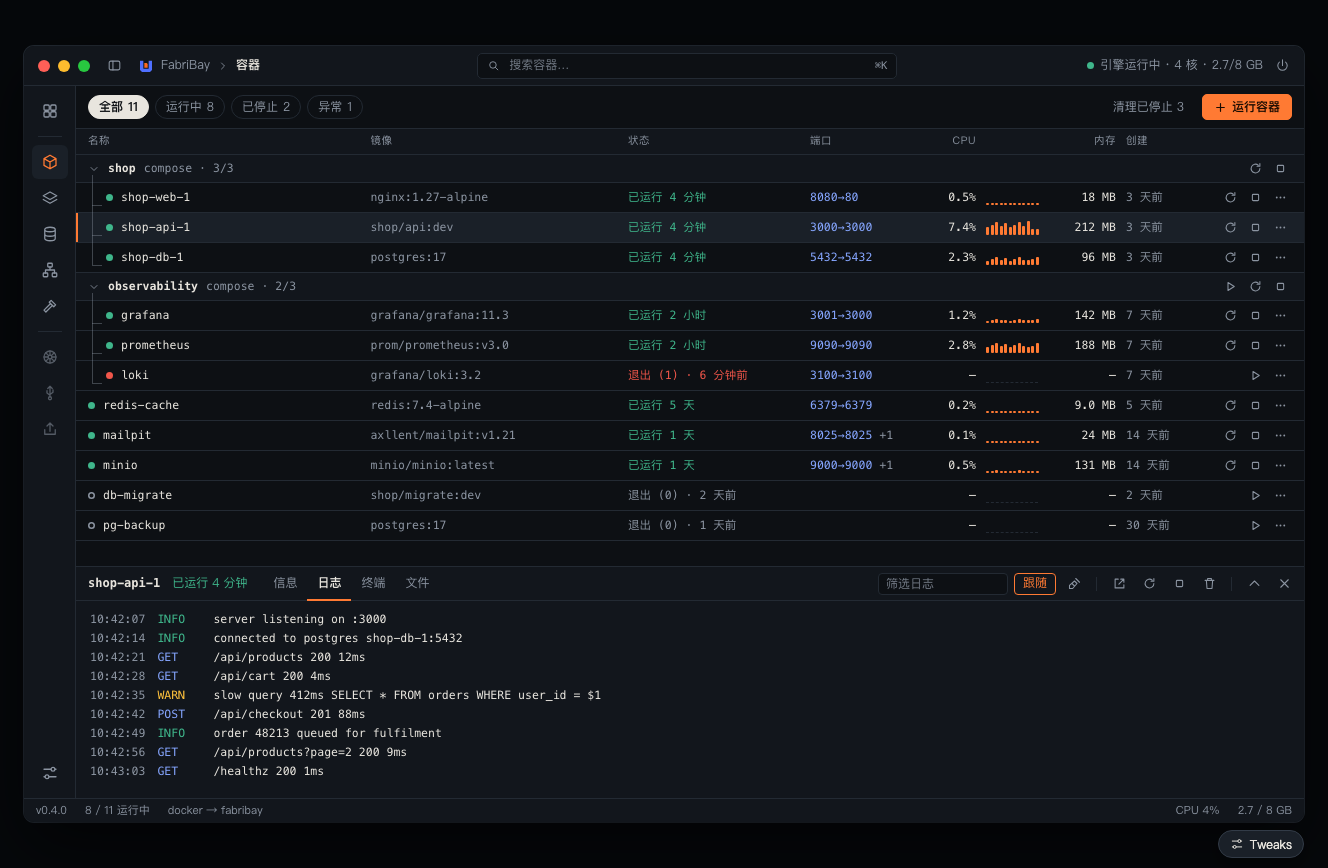 FabriBay › 容器
搜索容器… ⌘K
引擎运行中 · 4 核 · 2.7/8 GB
全部 11 运行中 8 已停止 2 异常 1
清理已停止 3 + 运行容器
名称 镜像 状态 端口 CPU 内存 创建
shop compose · 3/3
shop-web-1 nginx:1.27-alpine 已运行 4 分钟 8080→80 0.5% 18 MB 3 天前
shop-api-1 shop/api:dev 已运行 4 分钟 3000→3000 7.4% 212 MB 3 天前
shop-db-1 postgres:17 已运行 4 分钟 5432→5432 2.3% 96 MB 3 天前
observability compose · 2/3
grafana grafana/grafana:11.3 已运行 2 小时 3001→3000 1.2% 142 MB 7 天前
prometheus prom/prometheus:v3.0 已运行 2 小时 9090→9090 2.8% 188 MB 7 天前
loki grafana/loki:3.2 退出 (1) · 6 分钟前 3100→3100 — — 7 天前
redis-cache redis:7.4-alpine 已运行 5 天 6379→6379 0.2% 9.0 MB 5 天前
mailpit axllent/mailpit:v1.21 已运行 1 天 8025→8025 +1 0.1% 24 MB 14 天前
minio minio/minio:latest 已运行 1 天 9000→9000 +1 0.5% 131 MB 14 天前
db-migrate shop/migrate:dev 退出 (0) · 2 天前 — — 2 天前
pg-backup postgres:17 退出 (0) · 1 天前 — — 30 天前
shop-api-1 已运行 4 分钟 信息 日志 终端 文件 筛选日志 跟随
10:42:07 INFO server listening on :3000
10:42:14 INFO connected to postgres shop-db-1:5432
10:42:21 GET /api/products 200 12ms
10:42:28 GET /api/cart 200 4ms
10:42:35 WARN slow query 412ms SELECT * FROM orders WHERE user_id = $1
10:42:42 POST /api/checkout 201 88ms
10:42:49 INFO order 48213 queued for fulfilment
10:42:56 GET /api/products?page=2 200 9ms
10:43:03 GET /healthz 200 1ms
v0.4.0 8 / 11 运行中 docker → fabribay CPU 4% 2.7 / 8 GB
Tweaks